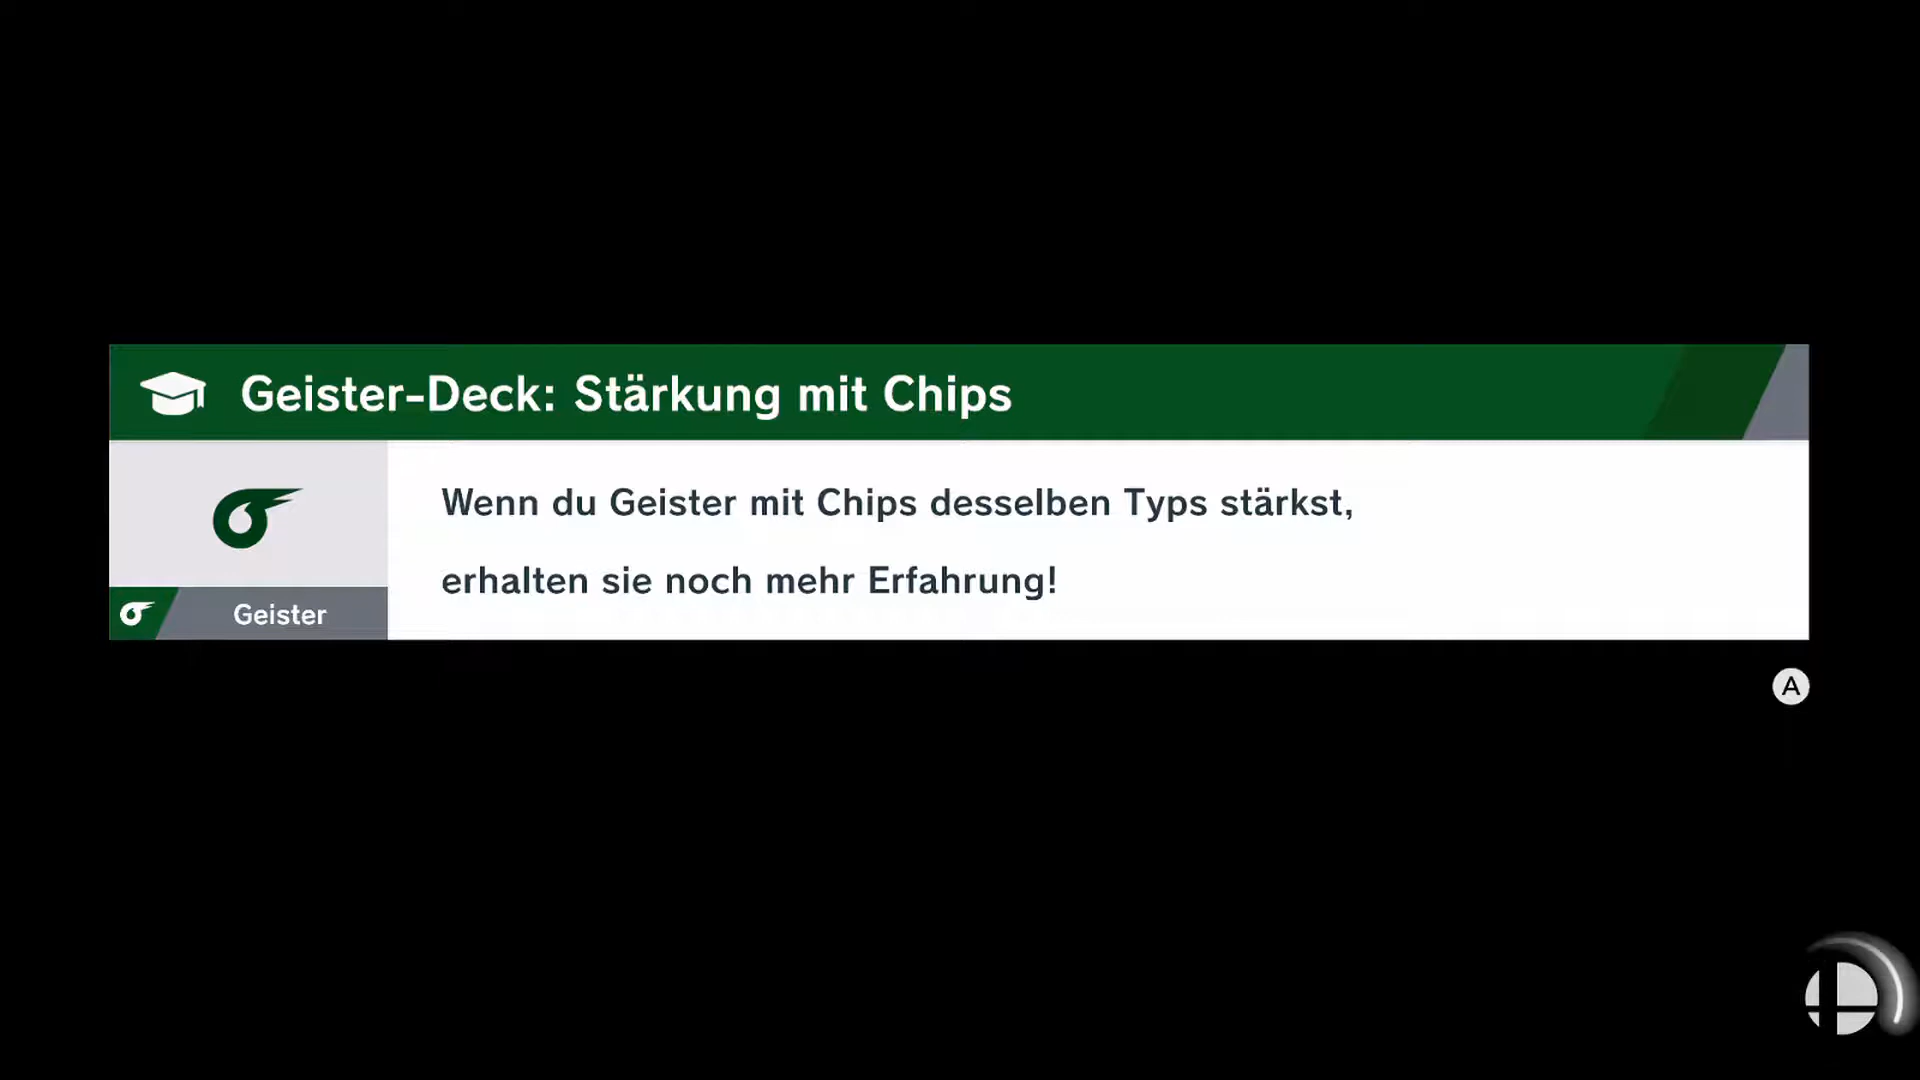 Geister-Deck: Stärkung mit Chips
Wenn du Geister mit Chips desselben Typs stärkst,
erhalten sie noch mehr Erfahrung!
Geister
A